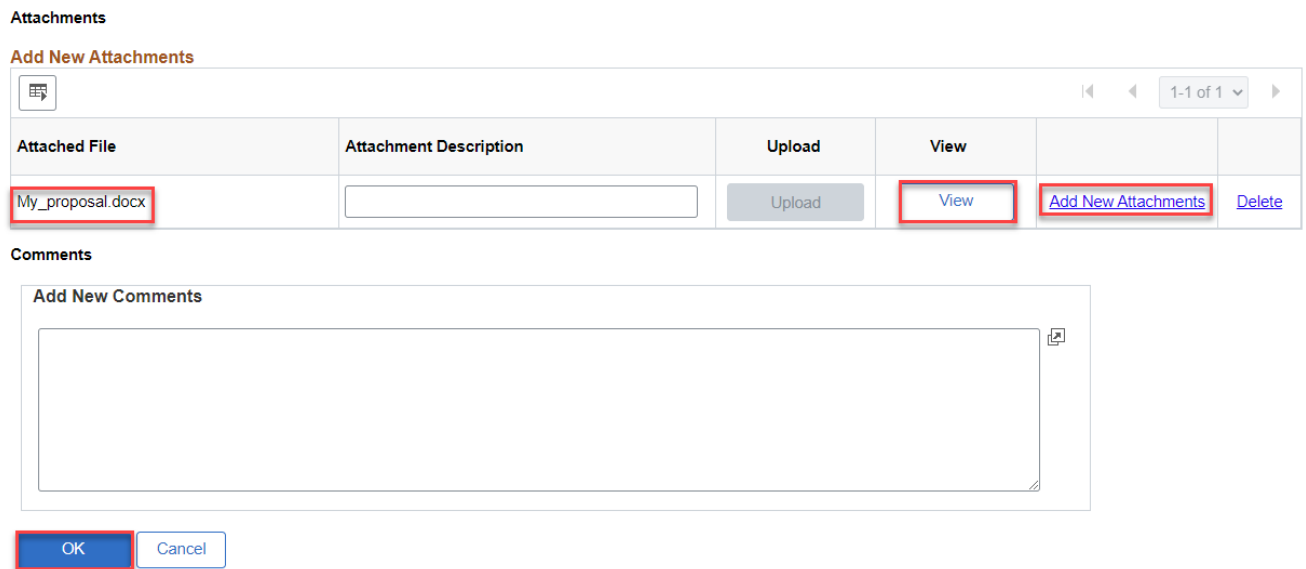 Attachments
Add New Attachments
1-1 of 1
Attached File Attachment Description Upload View
My_proposal.docx Upload View Add New Attachments Delete
Comments
Add New Comments
OK Cancel